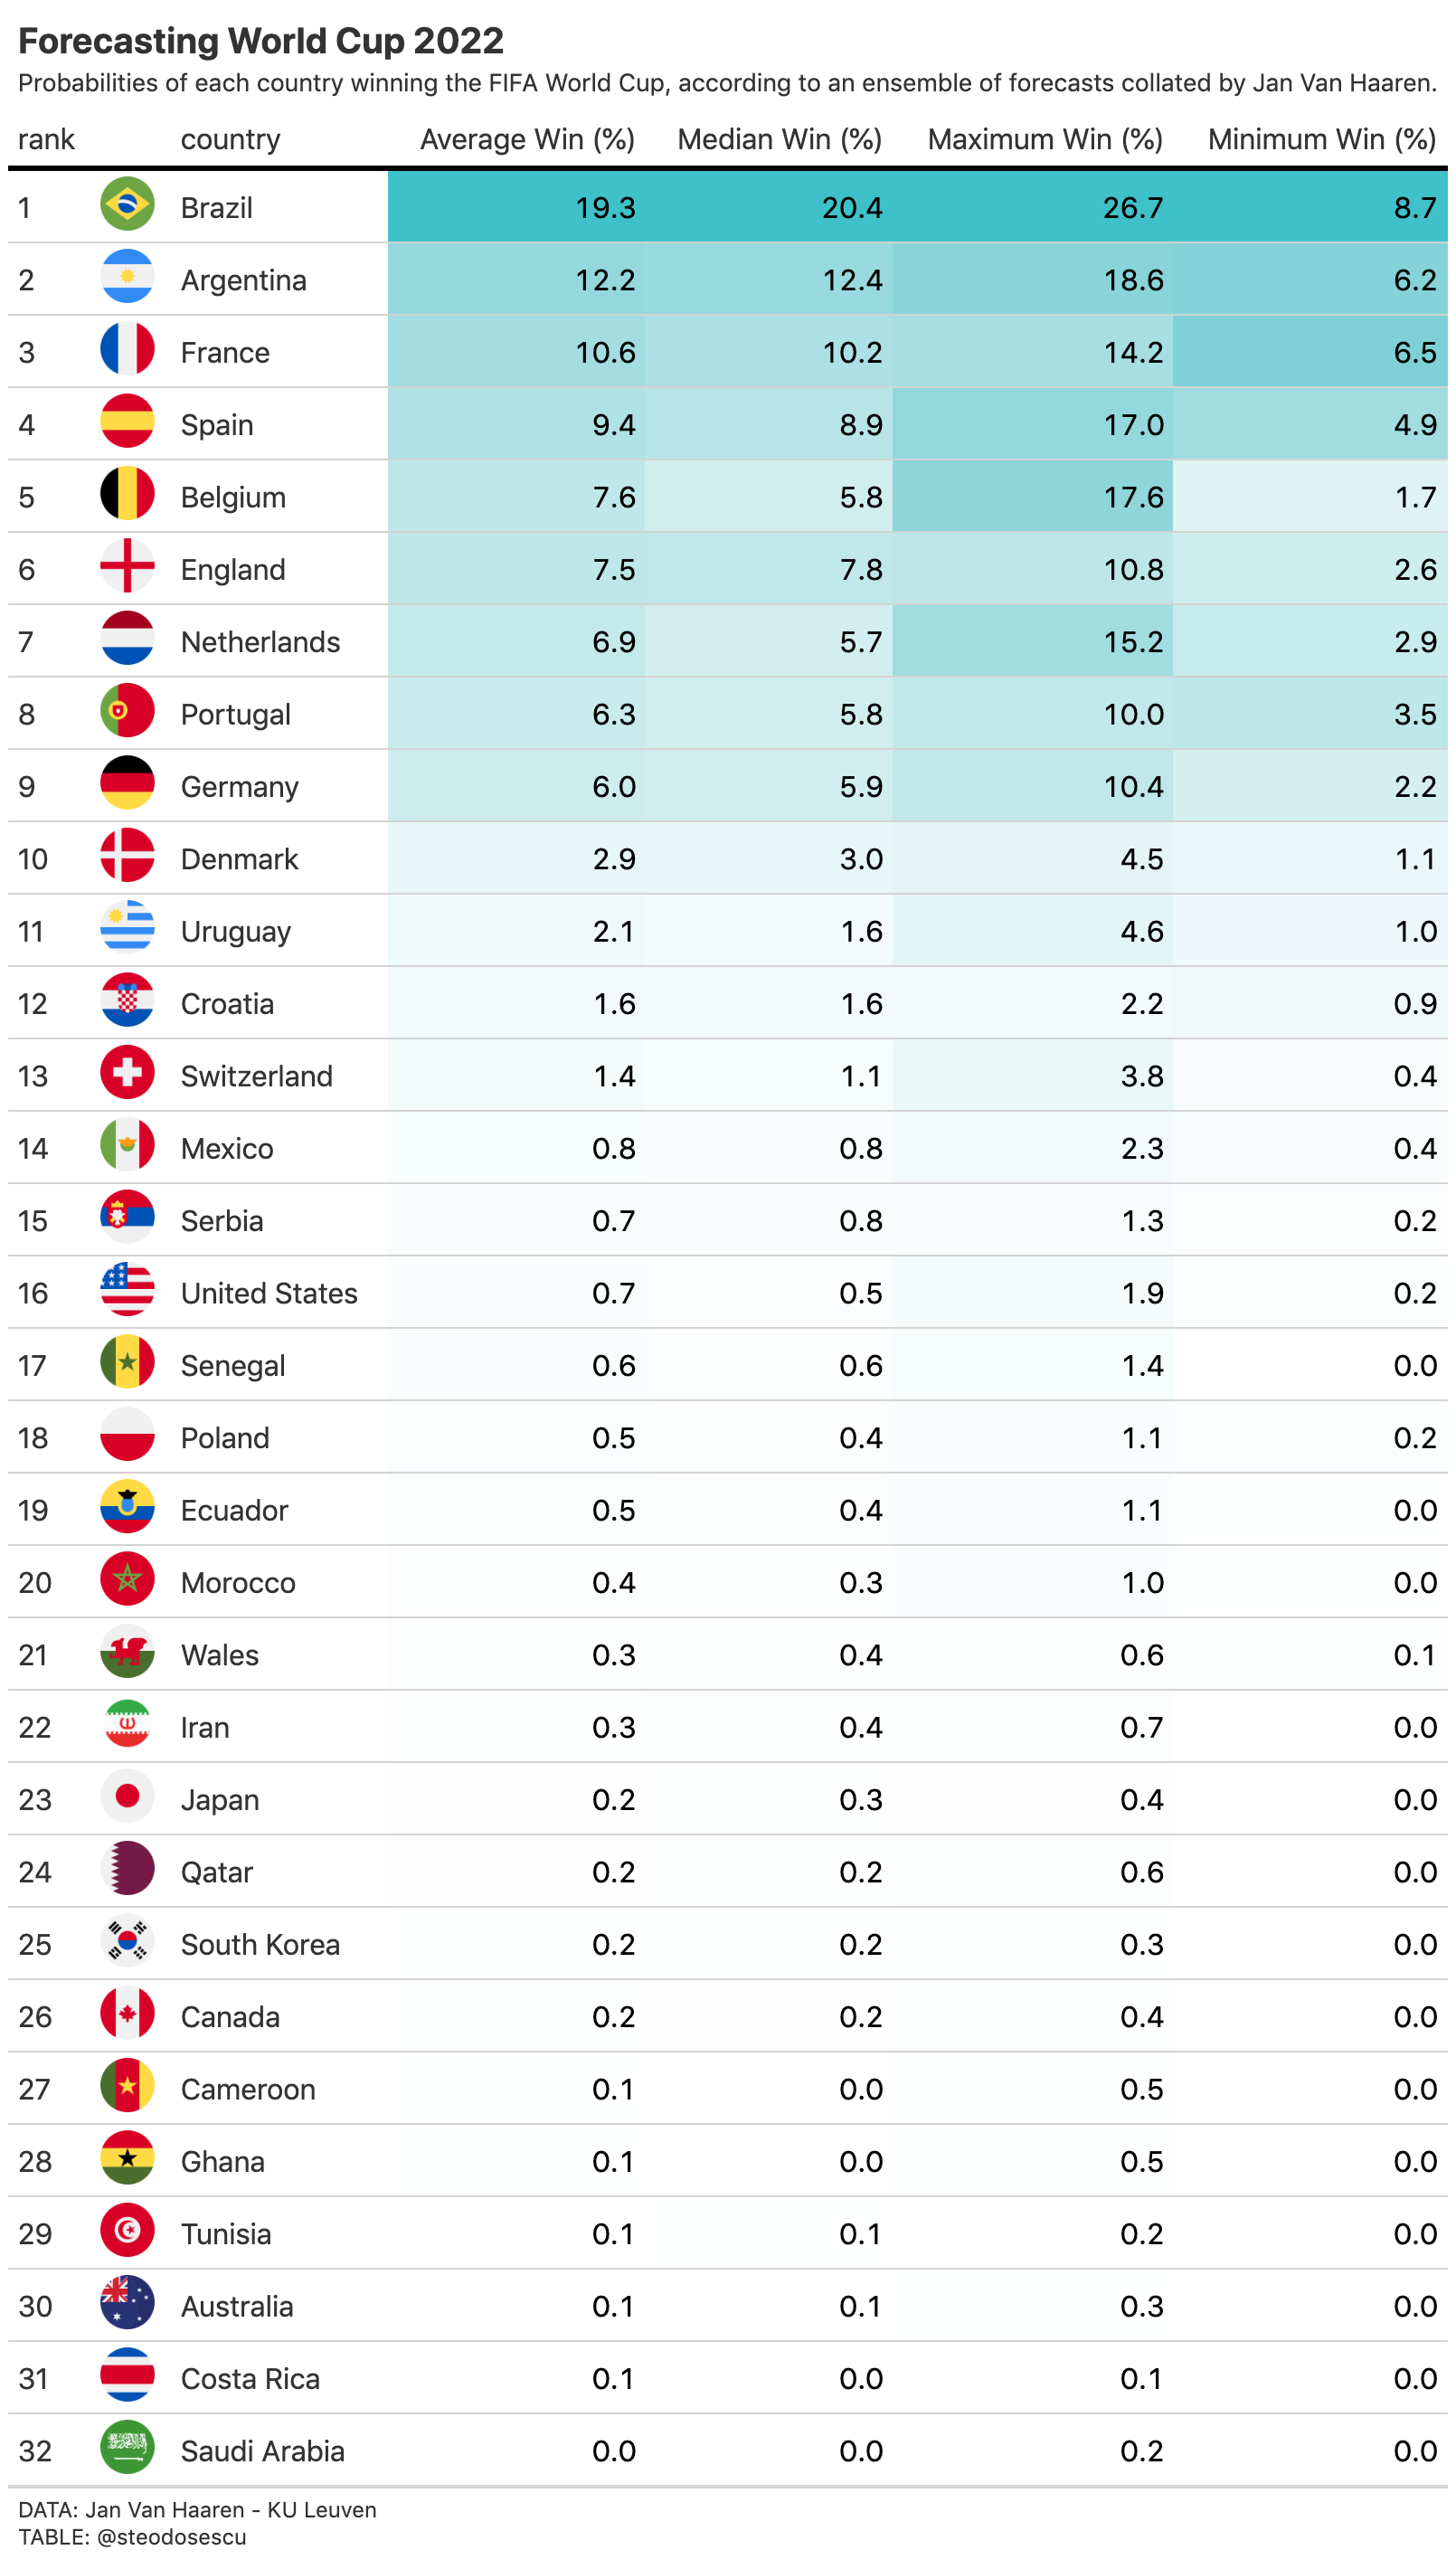 Forecasting World Cup 2022
Probabilities of each country winning the FIFA World Cup, according to an ensemble of forecasts collated by Jan Van Haaren.
rank country Average Win (%) Median Win (%) Maximum Win (%) Minimum Win (%)
1 Brazil 19.3 20.4 26.7 8.7
2 Argentina 12.2 12.4 18.6 6.2
3 France 10.6 10.2 14.2 6.5
4 Spain 9.4 8.9 17.0 4.9
5 Belgium 7.6 5.8 17.6 1.7
6 England 7.5 7.8 10.8 2.6
7 Netherlands 6.9 5.7 15.2 2.9
8 Portugal 6.3 5.8 10.0 3.5
9 Germany 6.0 5.9 10.4 2.2
10 Denmark 2.9 3.0 4.5 1.1
11 Uruguay 2.1 1.6 4.6 1.0
12 Croatia 1.6 1.6 2.2 0.9
13 Switzerland 1.4 1.1 3.8 0.4
14 Mexico 0.8 0.8 2.3 0.4
15 Serbia 0.7 0.8 1.3 0.2
16 United States 0.7 0.5 1.9 0.2
17 Senegal 0.6 0.6 1.4 0.0
18 Poland 0.5 0.4 1.1 0.2
19 Ecuador 0.5 0.4 1.1 0.0
20 Morocco 0.4 0.3 1.0 0.0
21 Wales 0.3 0.4 0.6 0.1
22 Iran 0.3 0.4 0.7 0.0
23 Japan 0.2 0.3 0.4 0.0
24 Qatar 0.2 0.2 0.6 0.0
25 South Korea 0.2 0.2 0.3 0.0
26 Canada 0.2 0.2 0.4 0.0
27 Cameroon 0.1 0.0 0.5 0.0
28 Ghana 0.1 0.0 0.5 0.0
29 Tunisia 0.1 0.1 0.2 0.0
30 Australia 0.1 0.1 0.3 0.0
31 Costa Rica 0.1 0.0 0.1 0.0
32 Saudi Arabia 0.0 0.0 0.2 0.0
DATA: Jan Van Haaren - KU Leuven
TABLE: @steodosescu